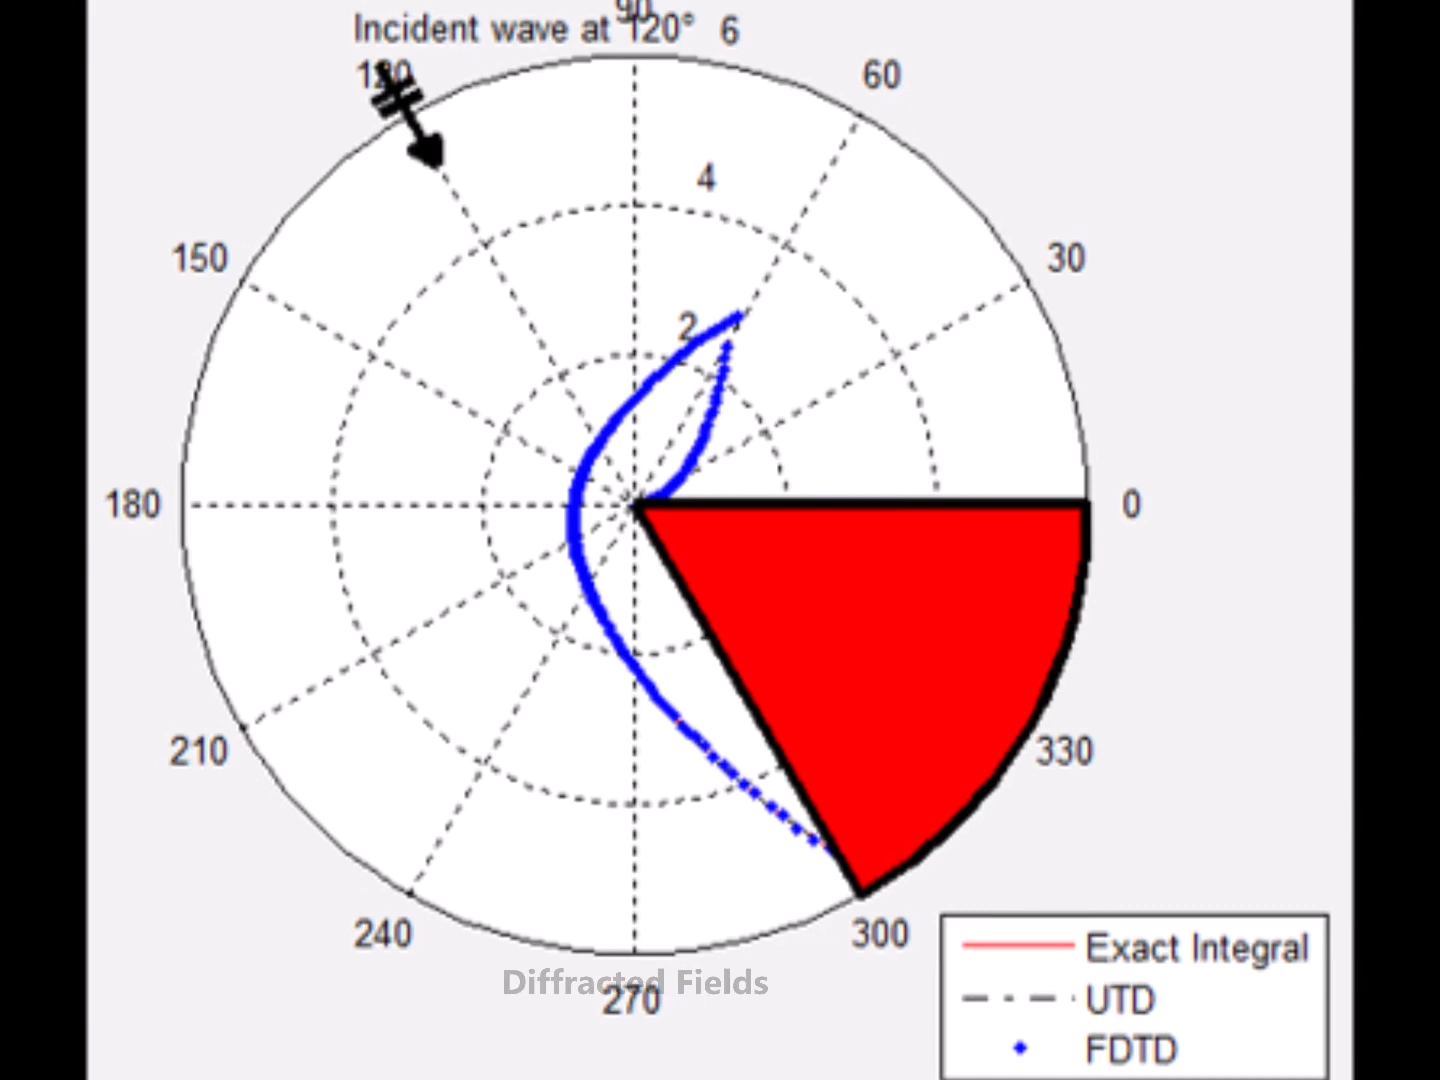 90
Incident wave at 120° 6
120
60
4
150
30
2
180
0
210
330
240
300
Diffracted Fields
270
Exact Integral
UTD
FDTD